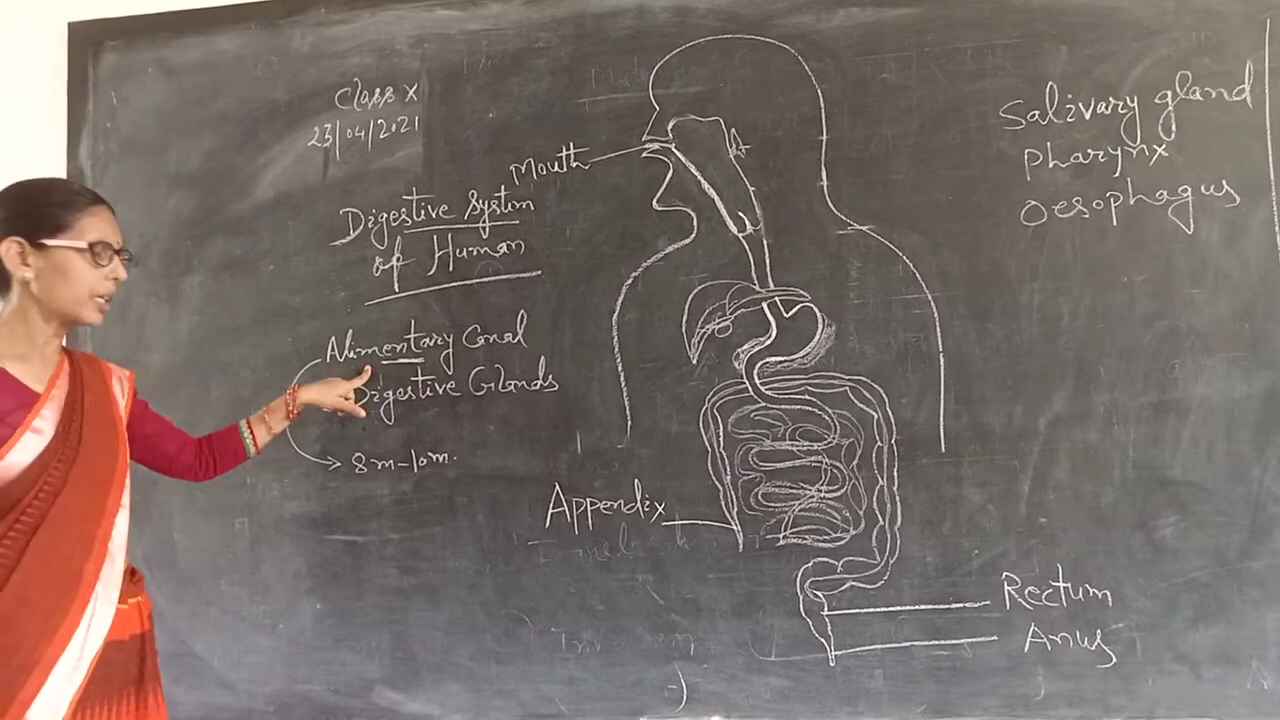 Class X
23/04/2021
Mouth
Digestive System
of Human
Alimentary Canal
Digestive Glands
8m-10m.
Appendix
Salivary gland
Pharynx
Oesophagus
Rectum
Anus